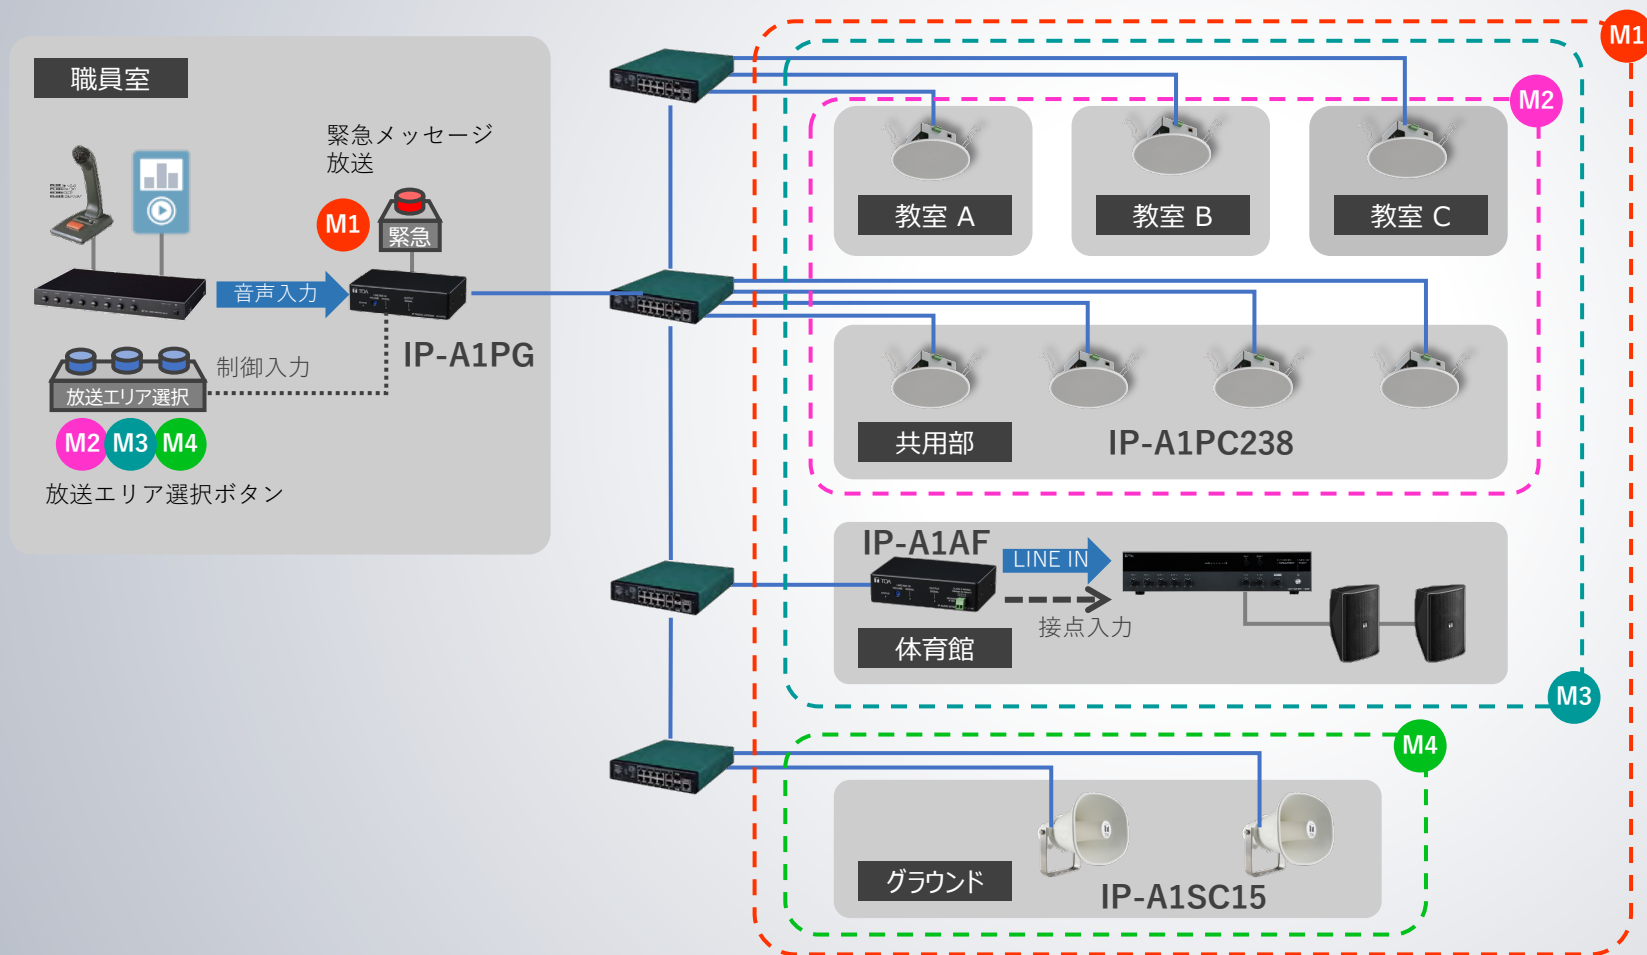 M1
職員室
M2
緊急メッセージ
放送
M1
緊急
教室 A
教室 B
教室 C
音声入力
TOA
IP-A1PG
制御入力
放送エリア選択
M2 M3 M4
放送エリア選択ボタン
共用部
IP-A1PC238
IP-A1AF
LINE IN
TOA
接点入力
体育館
M3
M4
グラウンド
IP-A1SC15